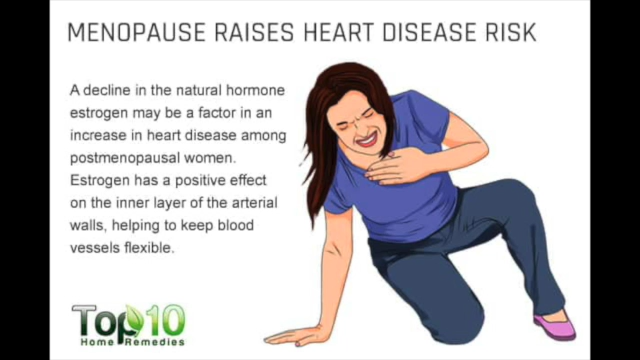 MENOPAUSE RAISES HEART DISEASE RISK
A decline in the natural hormone
estrogen may be a factor in an
increase in heart disease among
postmenopausal women.
Estrogen has a positive effect
on the inner layer of the arterial
walls, helping to keep blood
vessels flexible.
Top10
Home Remedies